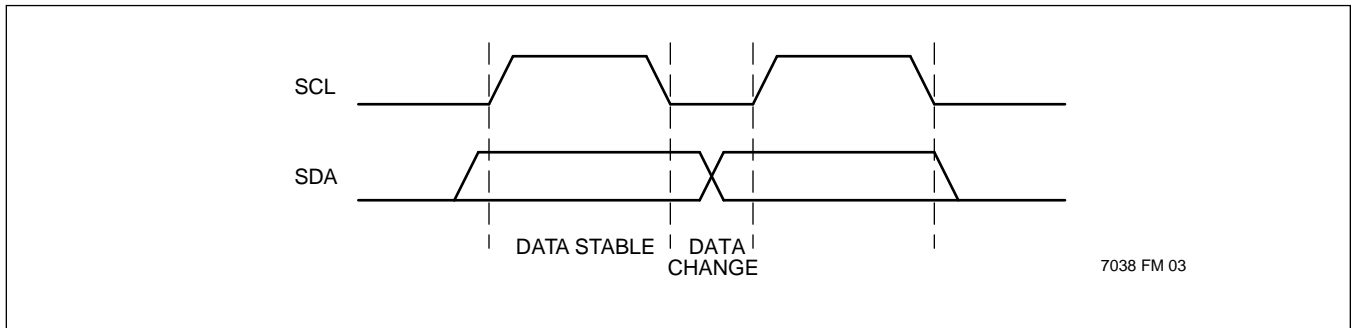 SCL
SDA
DATA STABLE
DATA
CHANGE
7038 FM 03